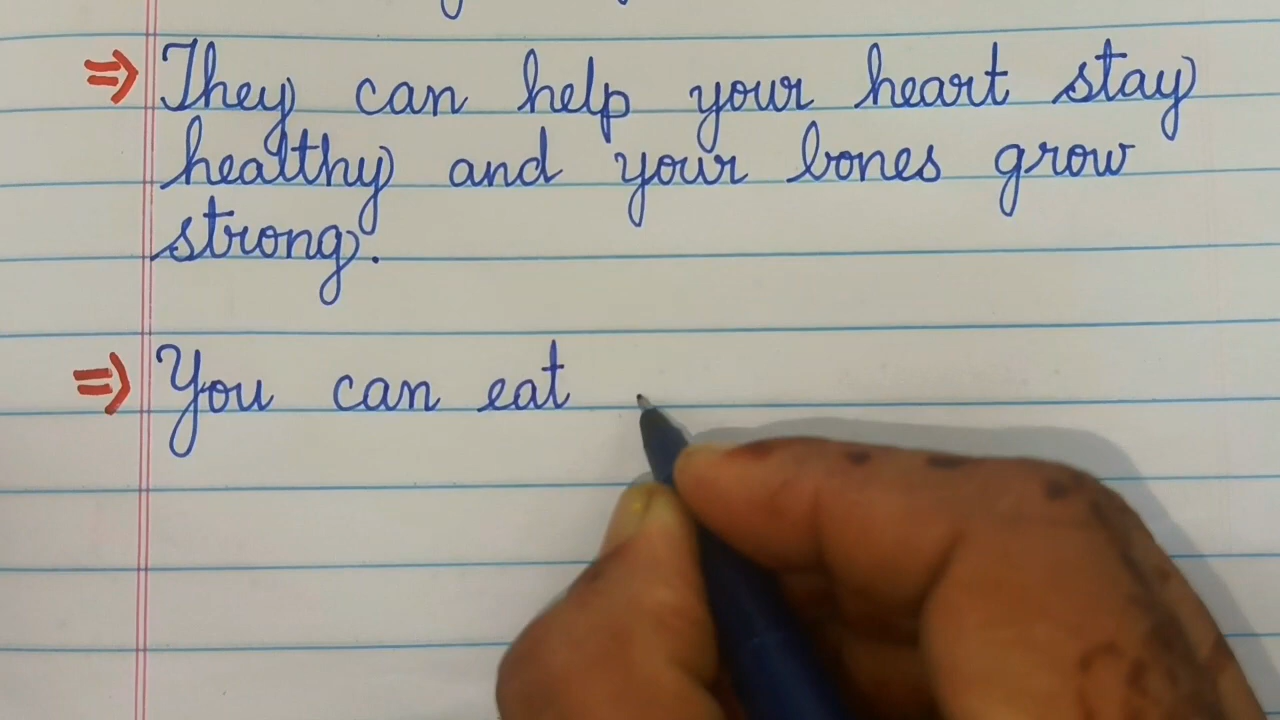 ⇒ They can help your heart stay
healthy and your bones grow
strong.
⇒ You can eat